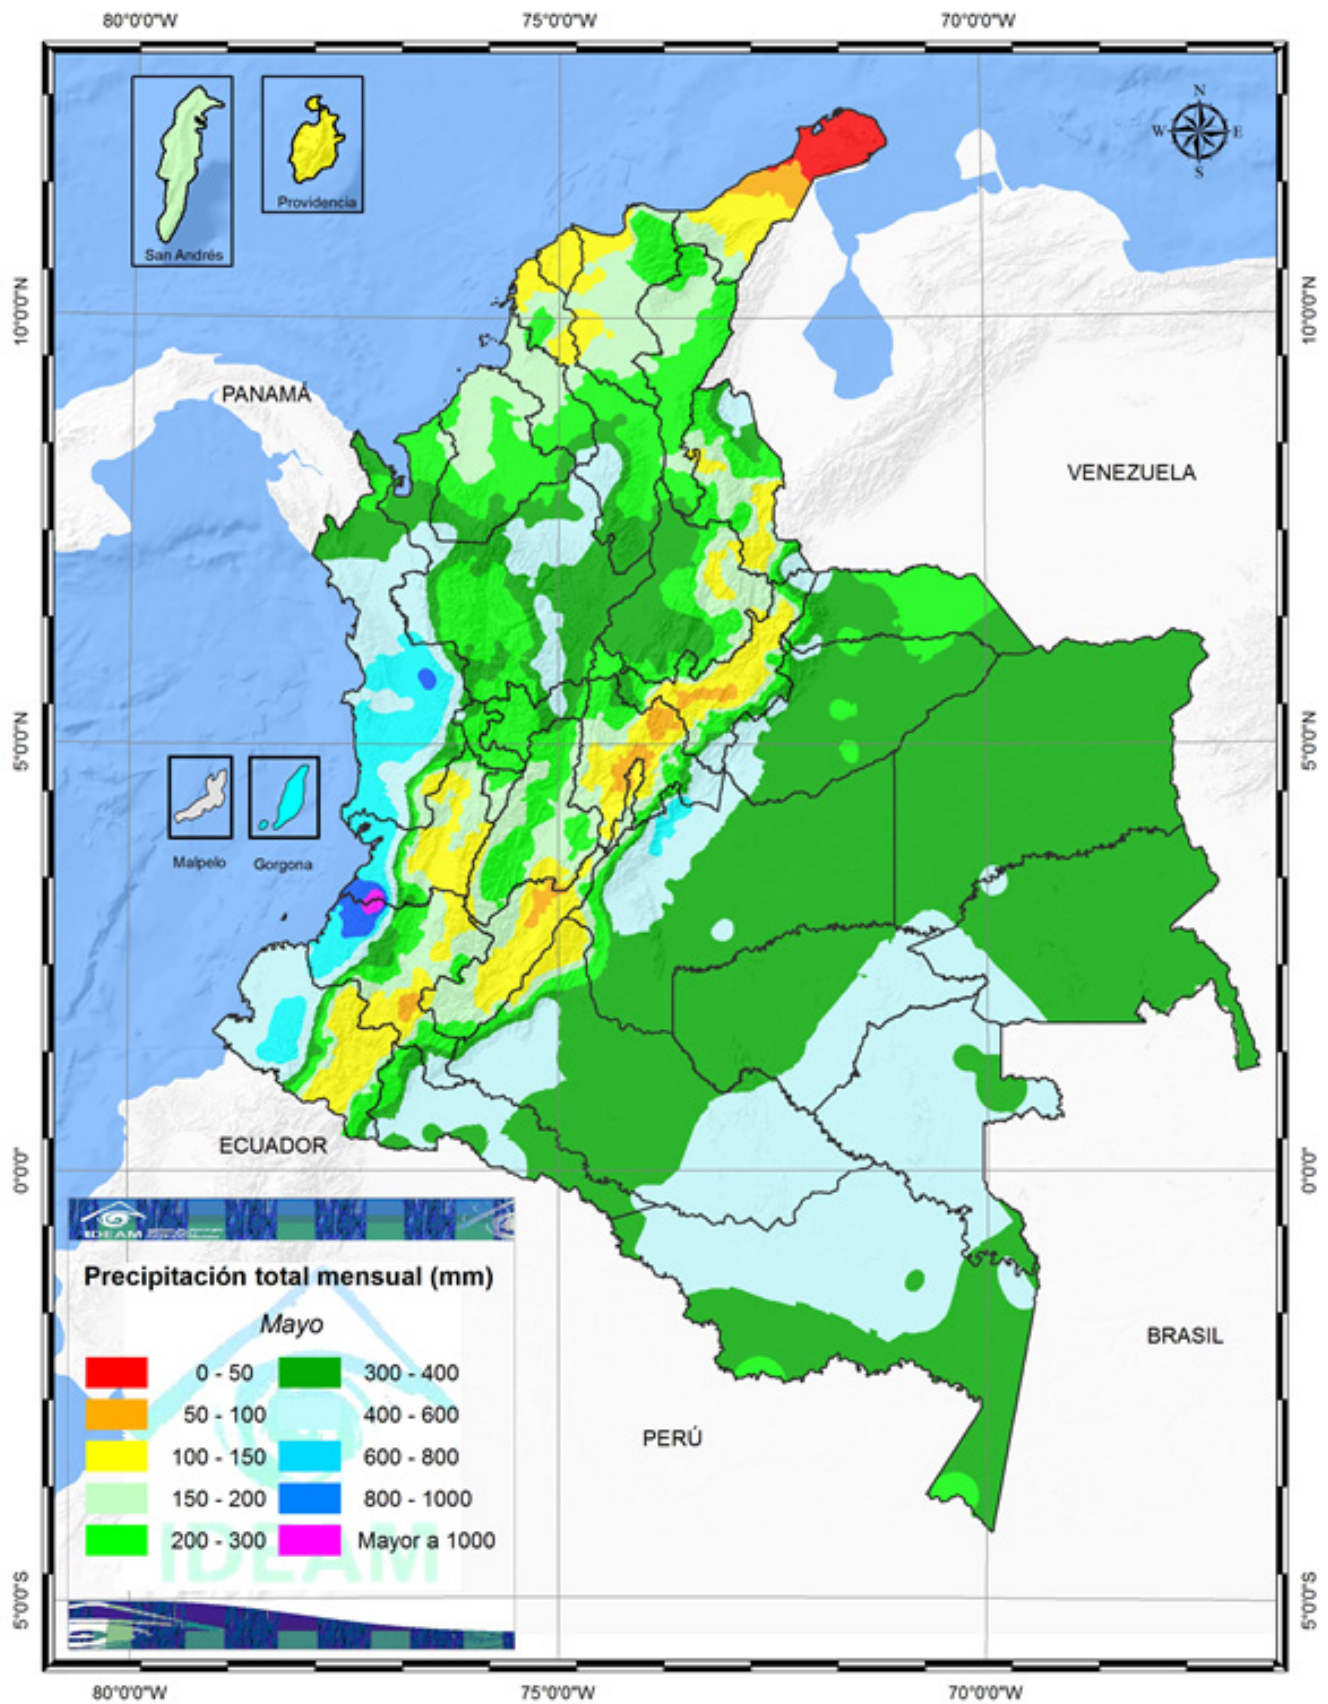 80°0'0"W 75°0'0"W 70°0'0"W
N
W E
S
San Andrés
Providencia
10°0'0"N 10°0'0"N
PANAMÁ
VENEZUELA
5°0'0"N 5°0'0"N
Malpelo Gorgona
ECUADOR
0°0'0" 0°0'0"
IDEAM
Precipitación total mensual (mm)
Mayo
0 - 50 300 - 400
50 - 100 400 - 600
100 - 150 600 - 800
150 - 200 800 - 1000
200 - 300 Mayor a 1000
IDEAM
BRASIL
PERÚ
5°0'0"S 5°0'0"S
80°0'0"W 75°0'0"W 70°0'0"W